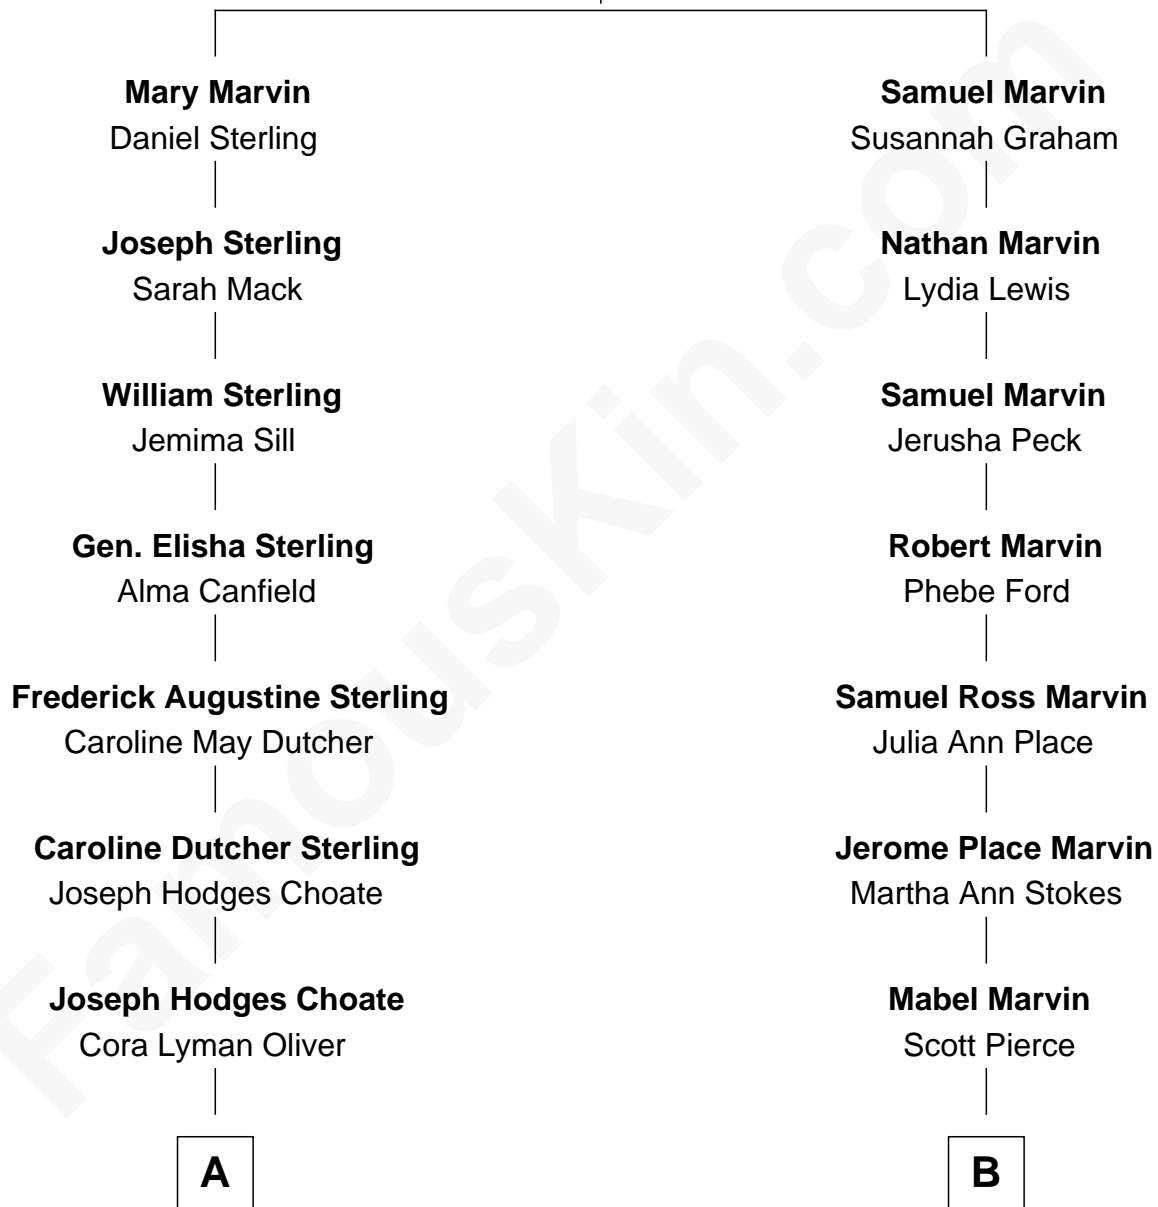 Mary Marvin
Daniel Sterling
Joseph Sterling
Sarah Mack
William Sterling
Jemima Sill
Gen. Elisha Sterling
Alma Canfield
Frederick Augustine Sterling
Caroline May Dutcher
Caroline Dutcher Sterling
Joseph Hodges Choate
Joseph Hodges Choate
Cora Lyman Oliver
A
Samuel Marvin
Susannah Graham
Nathan Marvin
Lydia Lewis
Samuel Marvin
Jerusha Peck
Robert Marvin
Phebe Ford
Samuel Ross Marvin
Julia Ann Place
Jerome Place Marvin
Martha Ann Stokes
Mabel Marvin
Scott Pierce
B
FamousKin.com